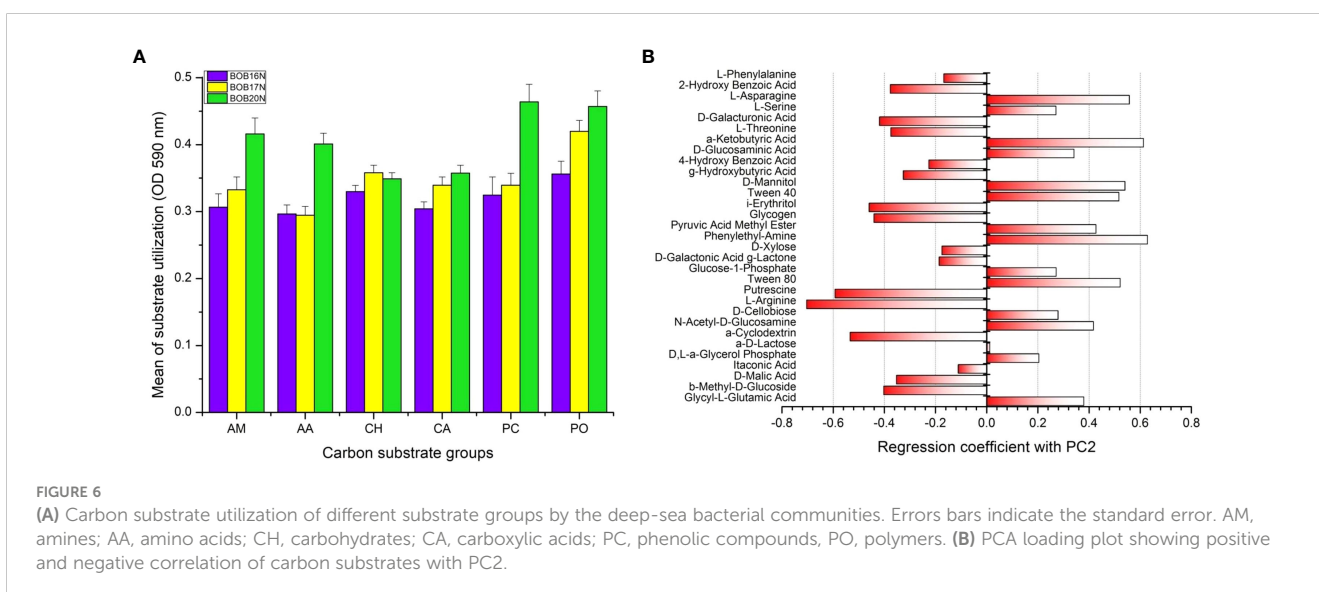 A
BOB16N
BOB17N
BOB20N
0.5
0.4
0.3
0.2
0.1
0.0
Mean of substrate utilization (OD 590 nm)
AM AA CH CA PC PO
Carbon substrate groups
B
L-Phenylalanine
2-Hydroxy Benzoic Acid
L-Asparagine
L-Serine
D-Galacturonic Acid
L-Threonine
a-Ketobutyric Acid
D-Glucosaminic Acid
4-Hydroxy Benzoic Acid
g-Hydroxybutyric Acid
D-Mannitol
Tween 40
i-Erythritol
Glycogen
Pyruvic Acid Methyl Ester
Phenylethyl-Amine
D-Xylose
D-Galactonic Acid g-Lactone
Glucose-1-Phosphate
Tween 80
Putrescine
L-Arginine
D-Cellobiose
N-Acetyl-D-Glucosamine
a-Cyclodextrin
a-D-Lactose
D,L-a-Glycerol Phosphate
Itaconic Acid
D-Malic Acid
b-Methyl-D-Glucoside
Glycyl-L-Glutamic Acid
-0.8 -0.6 -0.4 -0.2 0.0 0.2 0.4 0.6 0.8
Regression coefficient with PC2
FIGURE 6
(A) Carbon substrate utilization of different substrate groups by the deep-sea bacterial communities. Errors bars indicate the standard error. AM,
amines; AA, amino acids; CH, carbohydrates; CA, carboxylic acids; PC, phenolic compounds, PO, polymers. (B) PCA loading plot showing positive
and negative correlation of carbon substrates with PC2.